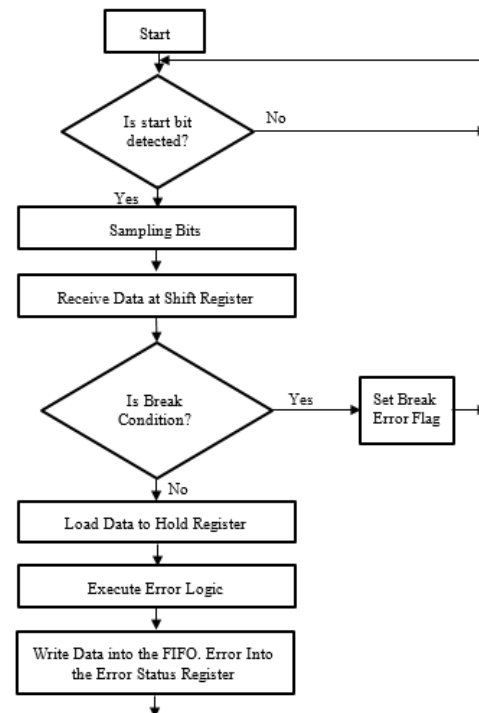 Start
Is start bit
detected?
No
Yes
Sampling Bits
Receive Data at Shift Register
Is Break
Condition?
Yes
Set Break
Error Flag
No
Load Data to Hold Register
Execute Error Logic
Write Data into the FIFO. Error Into
the Error Status Register